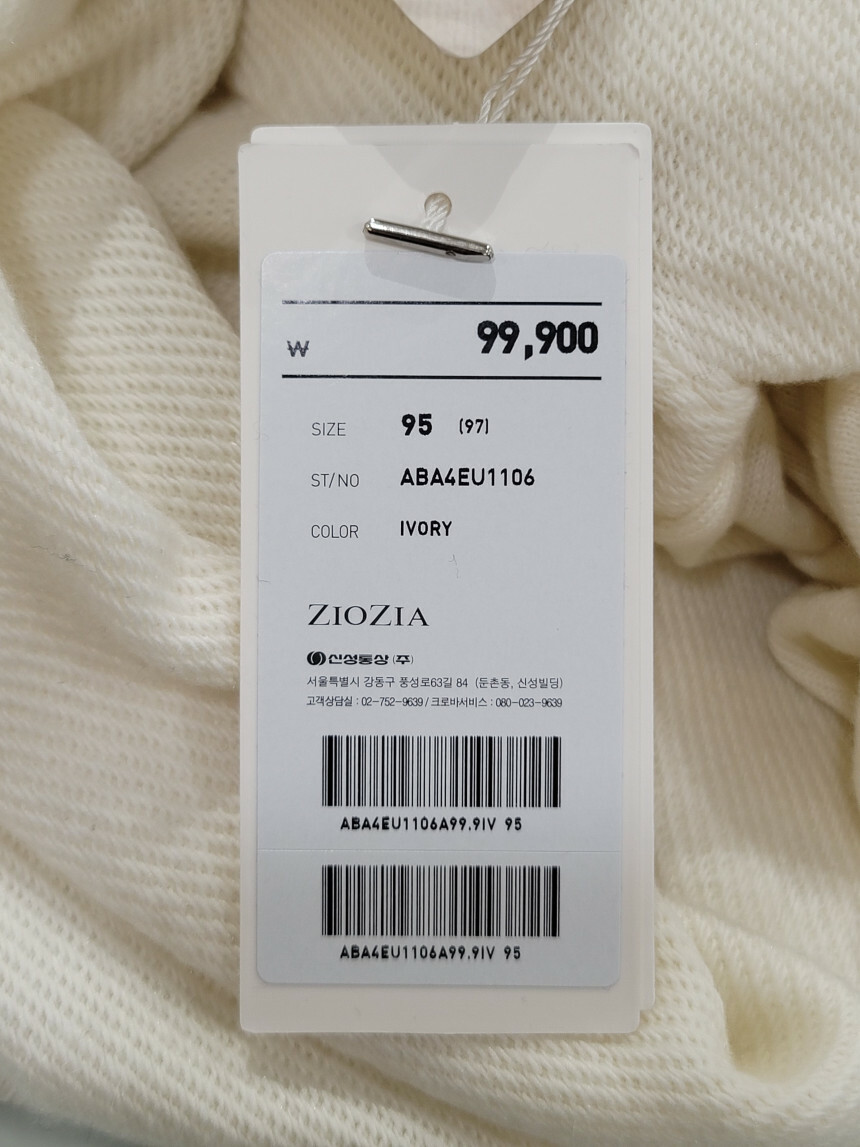 ₩ 99,900
SIZE 95 (97)
ST/NO ABA4EU1106
COLOR IVORY
ZIOZIA
신성통상(주)
서울특별시 강동구 풍성로63길 84 (둔촌동, 신성빌딩)
고객상담실 : 02-752-9639 / 크로바서비스 : 080-023-9639
ABA4EU1106A99.9IV 95
ABA4EU1106A99.9IV 95